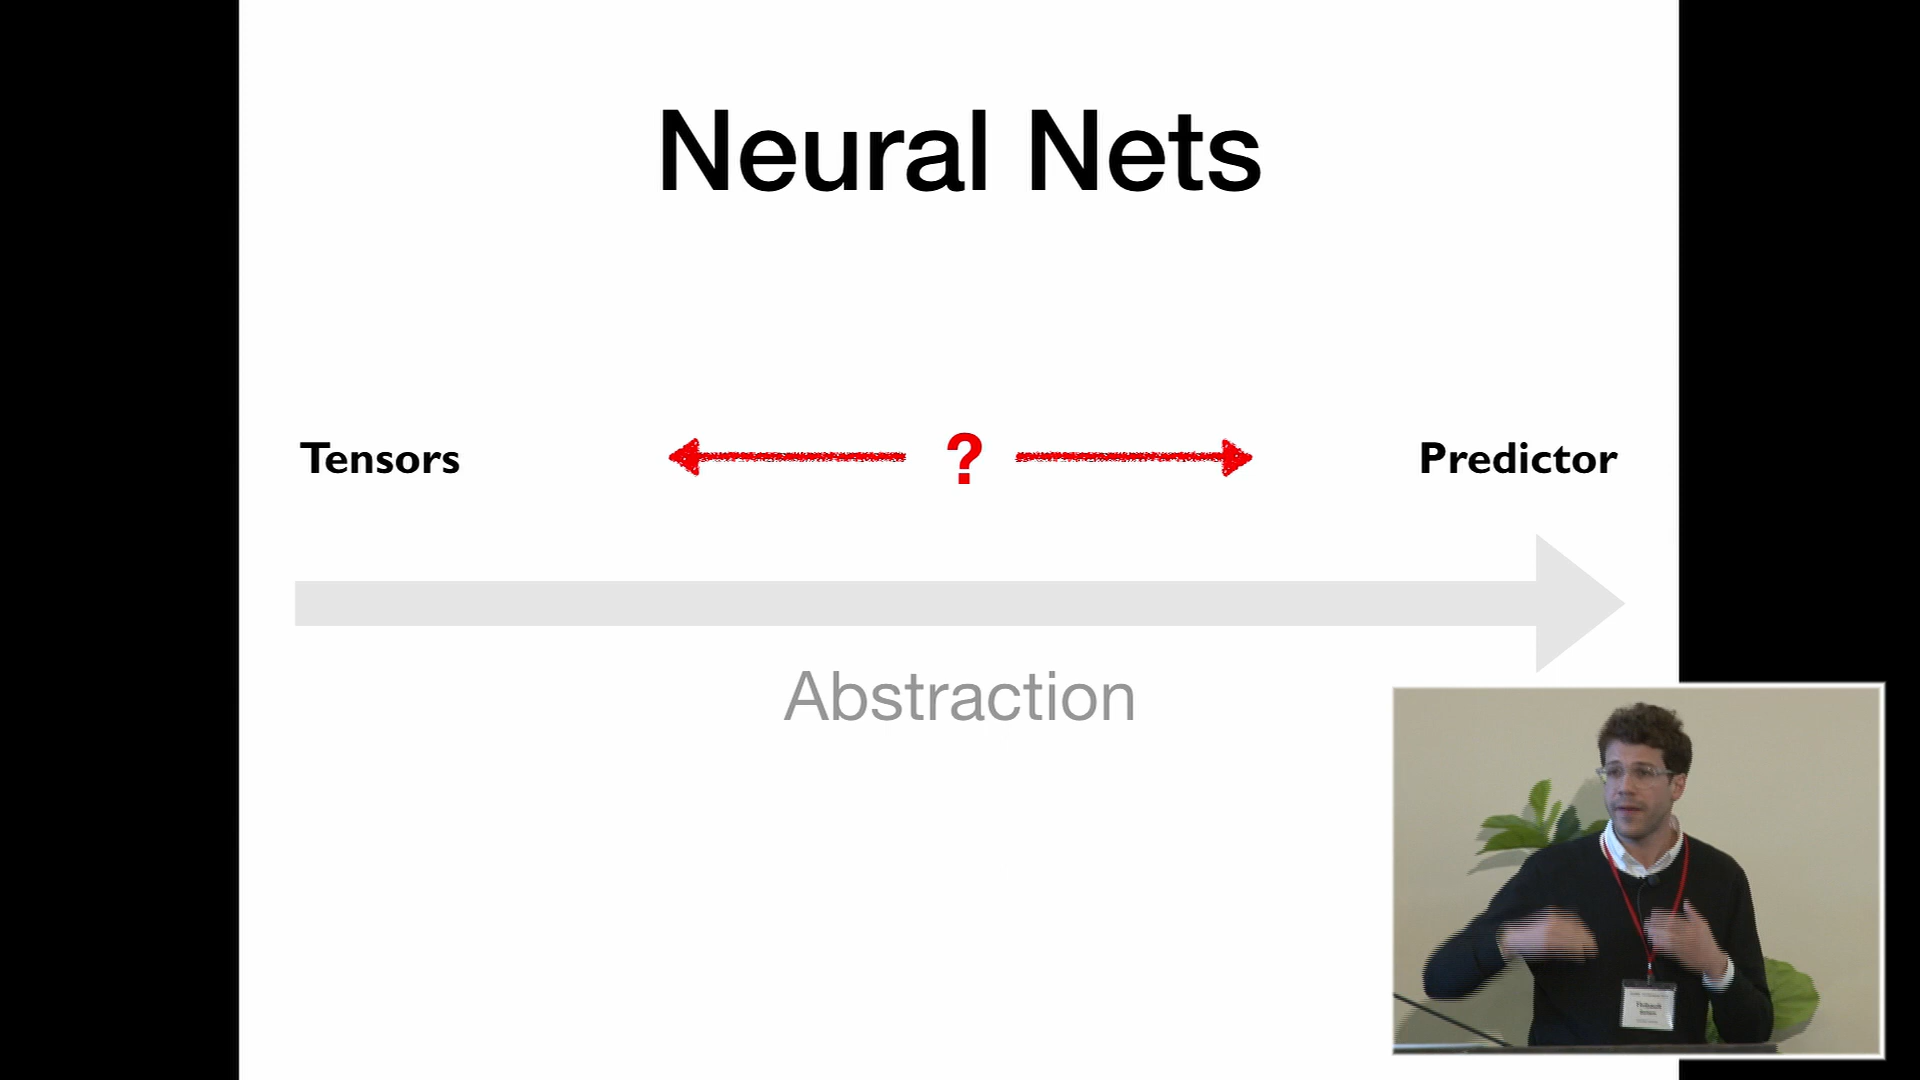 Neural Nets
Tensors
?
Predictor
Abstraction